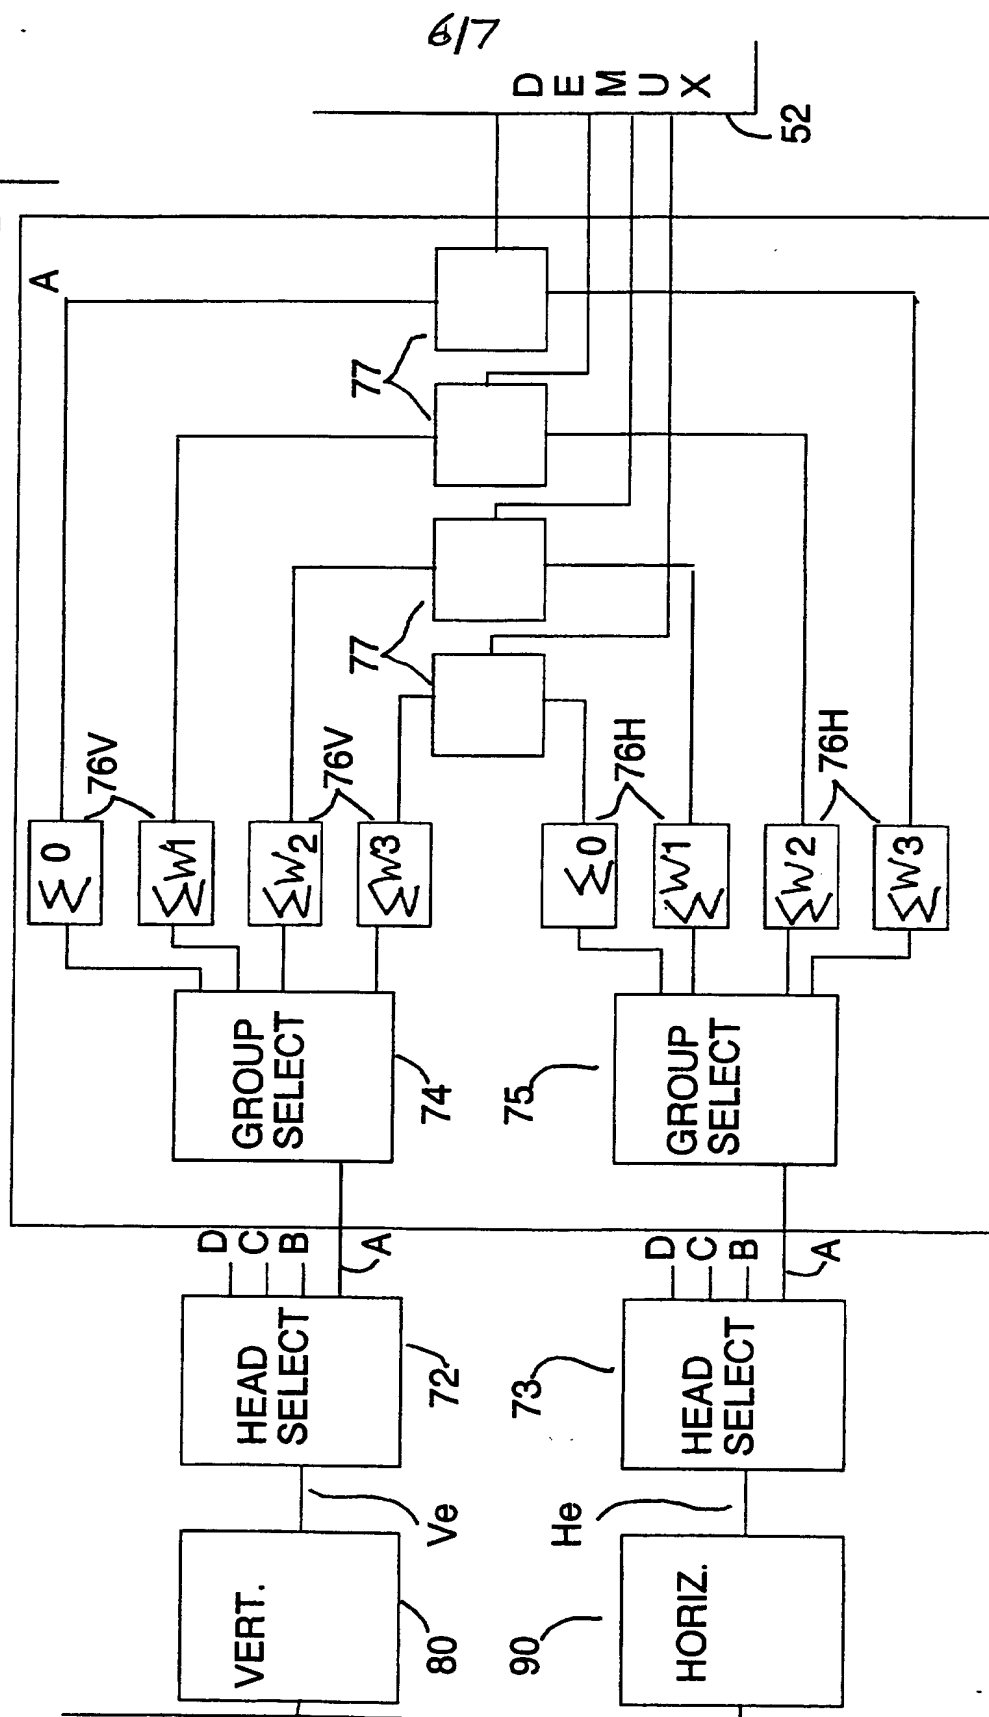 6/7
DEMUX
52
A
77
77
76V
76V
76H
76H
Σ0
ΣW1
ΣW2
ΣW3
Σ0
ΣW1
ΣW2
ΣW3
GROUP
SELECT
74
GROUP
SELECT
75
D
C
B
A
D
C
B
A
HEAD
SELECT
72
HEAD
SELECT
73
Ve
He
VERT.
80
HORIZ.
90